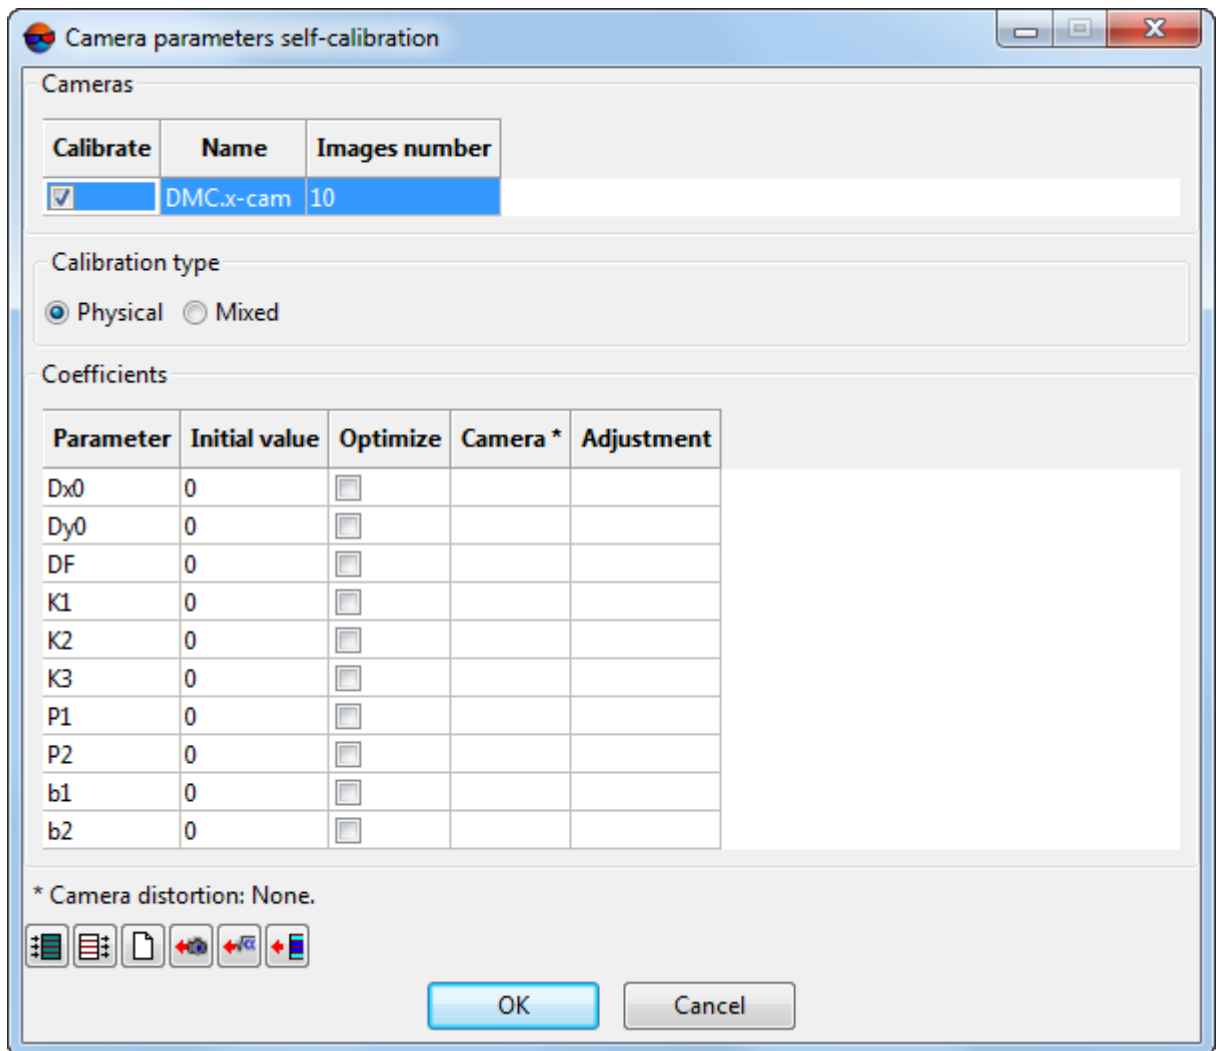 Camera parameters self-calibration
Cameras
Calibrate Name Images number
DMC.x-cam 10
Calibration type
Physical Mixed
Coefficients
Parameter Initial value Optimize Camera * Adjustment
Dx0 0
Dy0 0
DF 0
K1 0
K2 0
K3 0
P1 0
P2 0
b1 0
b2 0
* Camera distortion: None.
√α
OK Cancel